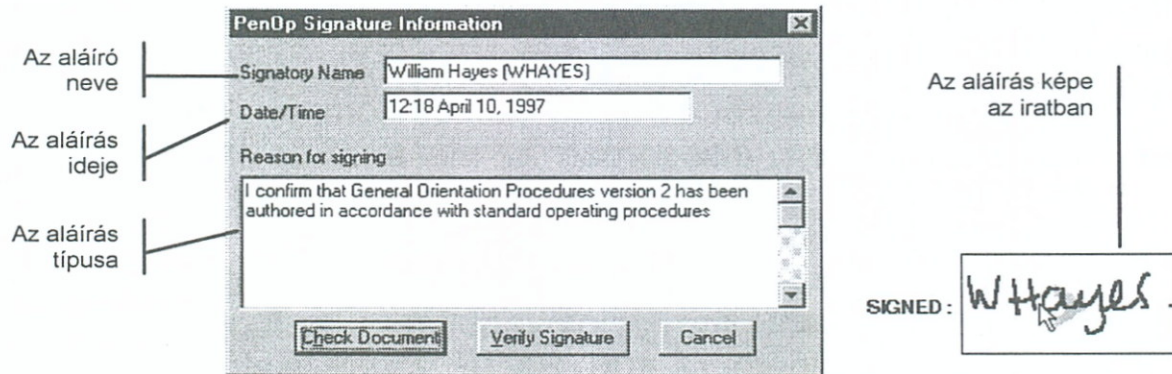 PenOp Signature Information
Az aláíró
neve
Signatory Name
William Hayes (WHAYES)
Az aláírás
ideje
Date/Time
12:18 April 10, 1997
Reason for signing
Az aláírás
típusa
I confirm that General Orientation Procedures version 2 has been
authored in accordance with standard operating procedures
Check Document
Verify Signature
Cancel
Az aláírás képe
az iratban
SIGNED :
WHayes